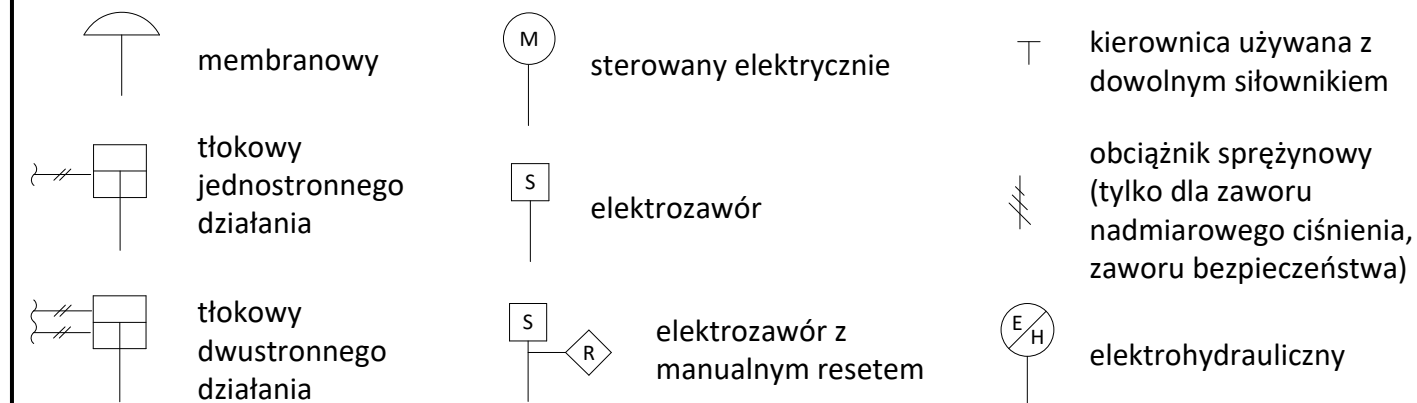 membranowy
M
sterowany elektrycznie
kierownica używana z
dowolnym siłownikiem
tłokowy
jednostronnego
działania
S
elektrozawór
obciążnik sprężynowy
(tylko dla zaworu
nadmiarowego ciśnienia,
zaworu bezpieczeństwa)
tłokowy
dwustronnego
działania
S
R
elektrozawór z
manualnym resetem
E
H
elektrohydrauliczny